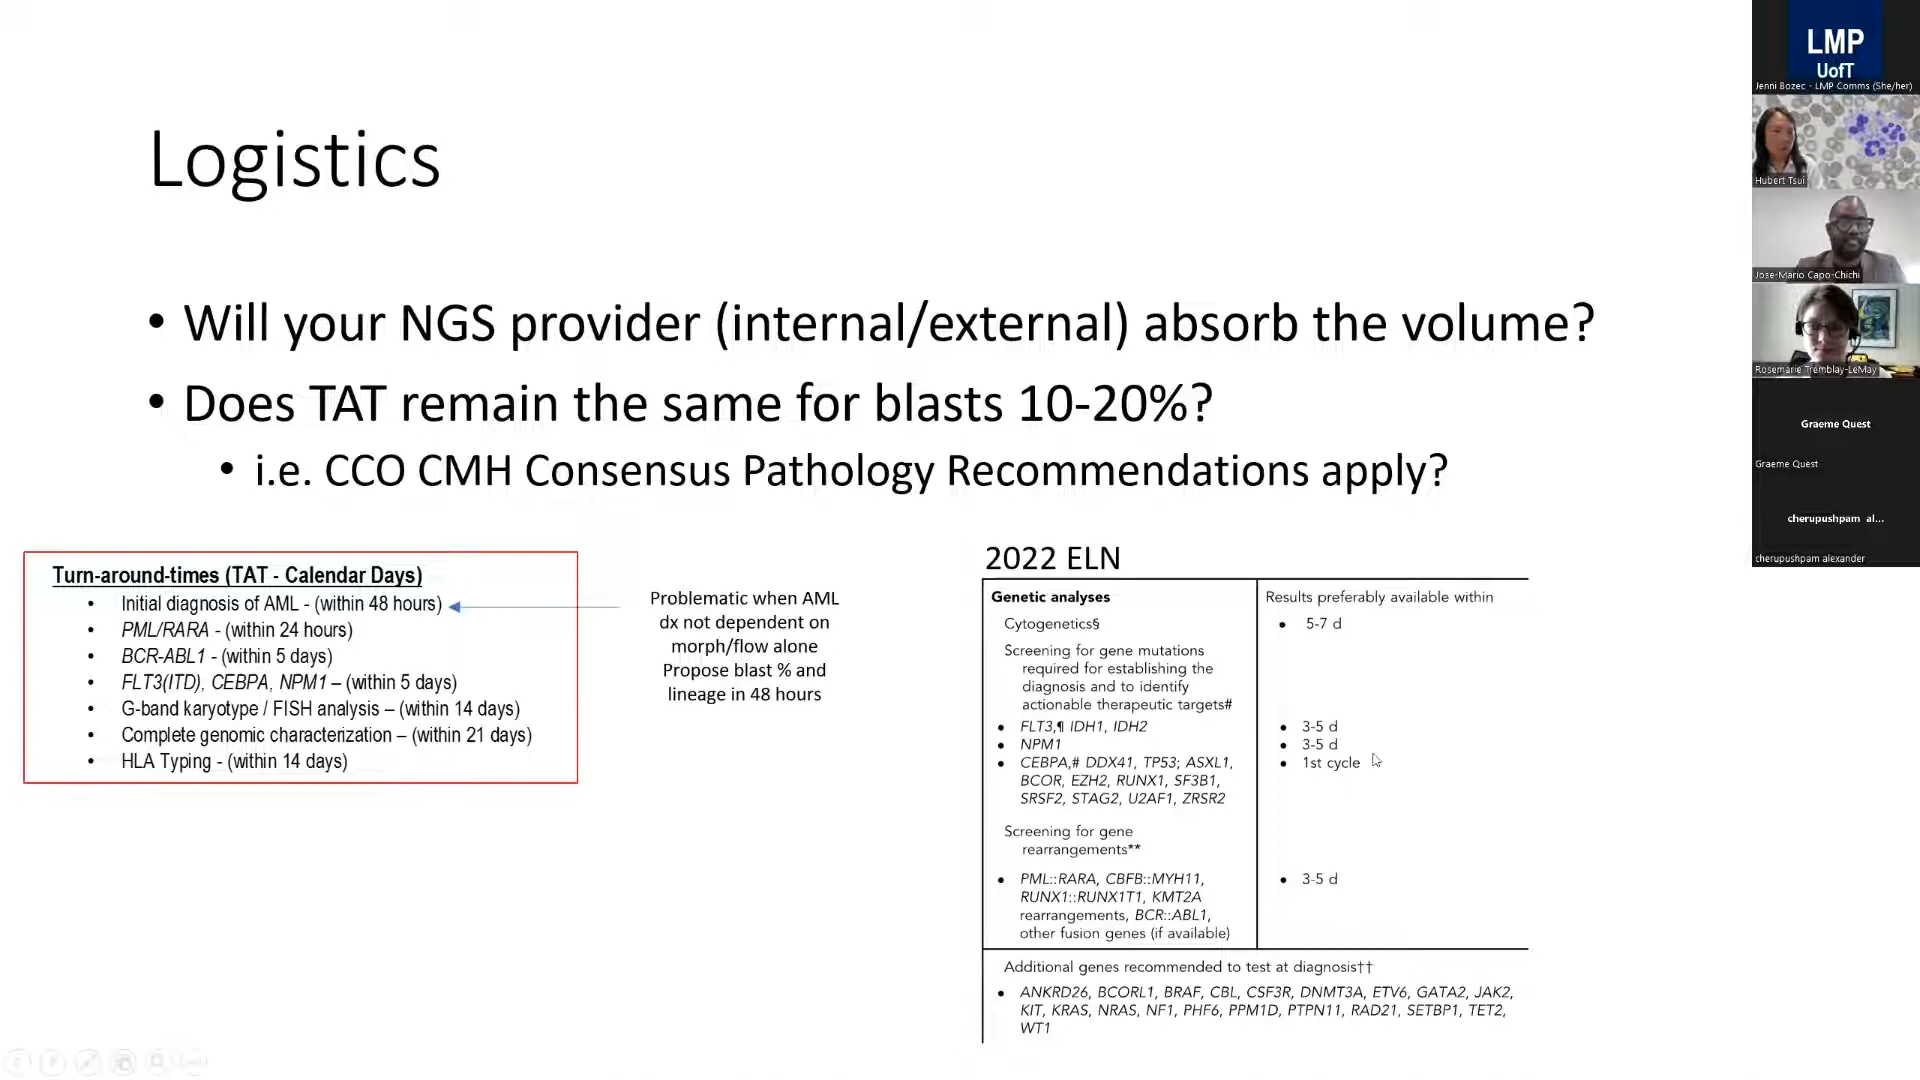 Logistics
• Will your NGS provider (internal/external) absorb the volume?
• Does TAT remain the same for blasts 10-20%?
• i.e. CCO CMH Consensus Pathology Recommendations apply?
Turn-around-times (TAT - Calendar Days)
• Initial diagnosis of AML - (within 48 hours)
• PML/RARA - (within 24 hours)
• BCR-ABL1 - (within 5 days)
• FLT3(ITD), CEBPA, NPM1 – (within 5 days)
• G-band karyotype / FISH analysis – (within 14 days)
• Complete genomic characterization – (within 21 days)
• HLA Typing - (within 14 days)
Problematic when AML
dx not dependent on
morph/flow alone
Propose blast % and
lineage in 48 hours
2022 ELN
Genetic analyses
Results preferably available within
Cytogenetics§
• 5-7 d
Screening for gene mutations
required for establishing the
diagnosis and to identify
actionable therapeutic targets#
• FLT3,¶ IDH1, IDH2
• 3-5 d
• NPM1
• 3-5 d
• CEBPA,# DDX41, TP53; ASXL1,
• 1st cycle
BCOR, EZH2, RUNX1, SF3B1,
SRSF2, STAG2, U2AF1, ZRSR2
Screening for gene
rearrangements**
• PML::RARA, CBFB::MYH11,
• 3-5 d
RUNX1::RUNX1T1, KMT2A
rearrangements, BCR::ABL1,
other fusion genes (if available)
Additional genes recommended to test at diagnosis††
• ANKRD26, BCORL1, BRAF, CBL, CSF3R, DNMT3A, ETV6, GATA2, JAK2,
KIT, KRAS, NRAS, NF1, PHF6, PPM1D, PTPN11, RAD21, SETBP1, TET2,
WT1
LMP
UofT
Jenni Bozec - LMP Comms (She/her)
Hubert Tsui
Jose-Mario Capo-Chichi
Rosemarie Tremblay-LeMay
Graeme Quest
Graeme Quest
cherupushpam al...
cherupushpam alexander